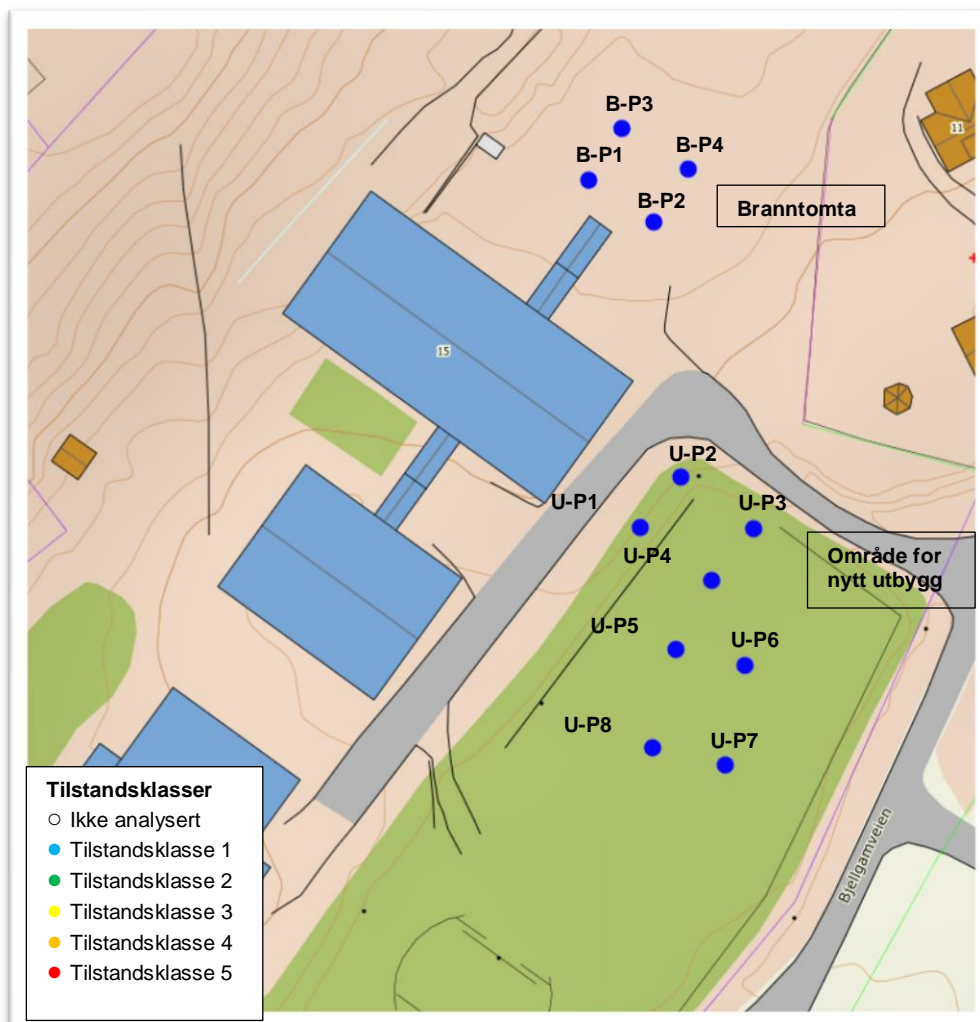 B-P3
B-P1
B-P4
11
B-P2
Branntomta
15
U-P2
U-P1
U-P3
U-P4
Område for
nytt utbygg
U-P5
U-P6
U-P8
U-P7
Bjellgamveien
Tilstandsklasser
Ikke analysert
Tilstandsklasse 1
Tilstandsklasse 2
Tilstandsklasse 3
Tilstandsklasse 4
Tilstandsklasse 5